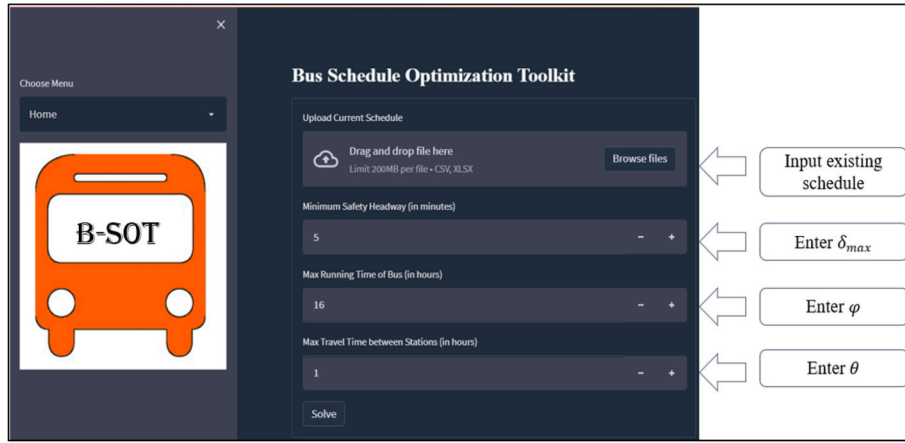 ×
Choose Menu
Home
B-SOT
Bus Schedule Optimization Toolkit
Upload Current Schedule
Drag and drop file here
Limit 200MB per file • CSV, XLSX
Browse files
Minimum Safety Headway (in minutes)
5 − +
Max Running Time of Bus (in hours)
16 − +
Max Travel Time between Stations (in hours)
1 − +
Solve
Input existing
schedule
Enter δₘₐₓ
Enter φ
Enter θ